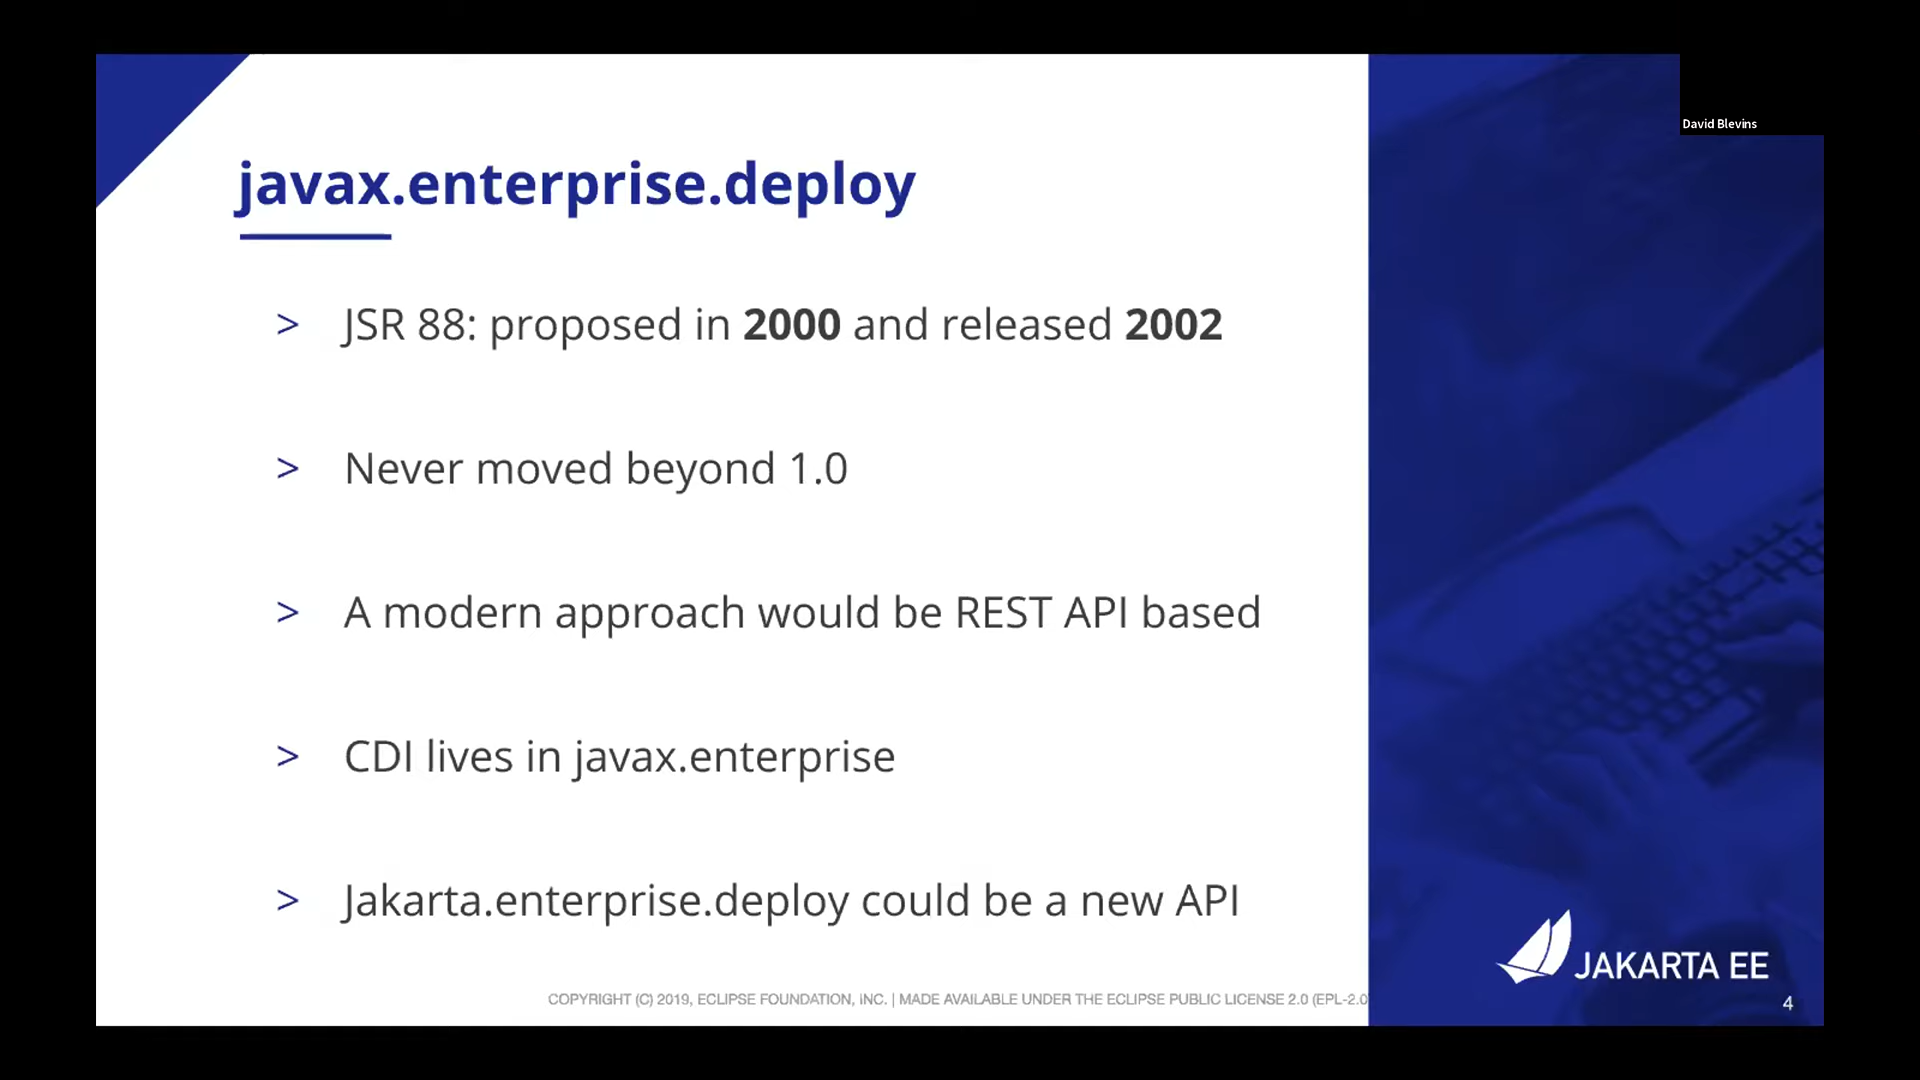 David Blevins
javax.enterprise.deploy
> JSR 88: proposed in 2000 and released 2002
> Never moved beyond 1.0
> A modern approach would be REST API based
> CDI lives in javax.enterprise
> Jakarta.enterprise.deploy could be a new API
JAKARTA EE
COPYRIGHT (C) 2019, ECLIPSE FOUNDATION, INC. | MADE AVAILABLE UNDER THE ECLIPSE PUBLIC LICENSE 2.0 (EPL-2.0
4